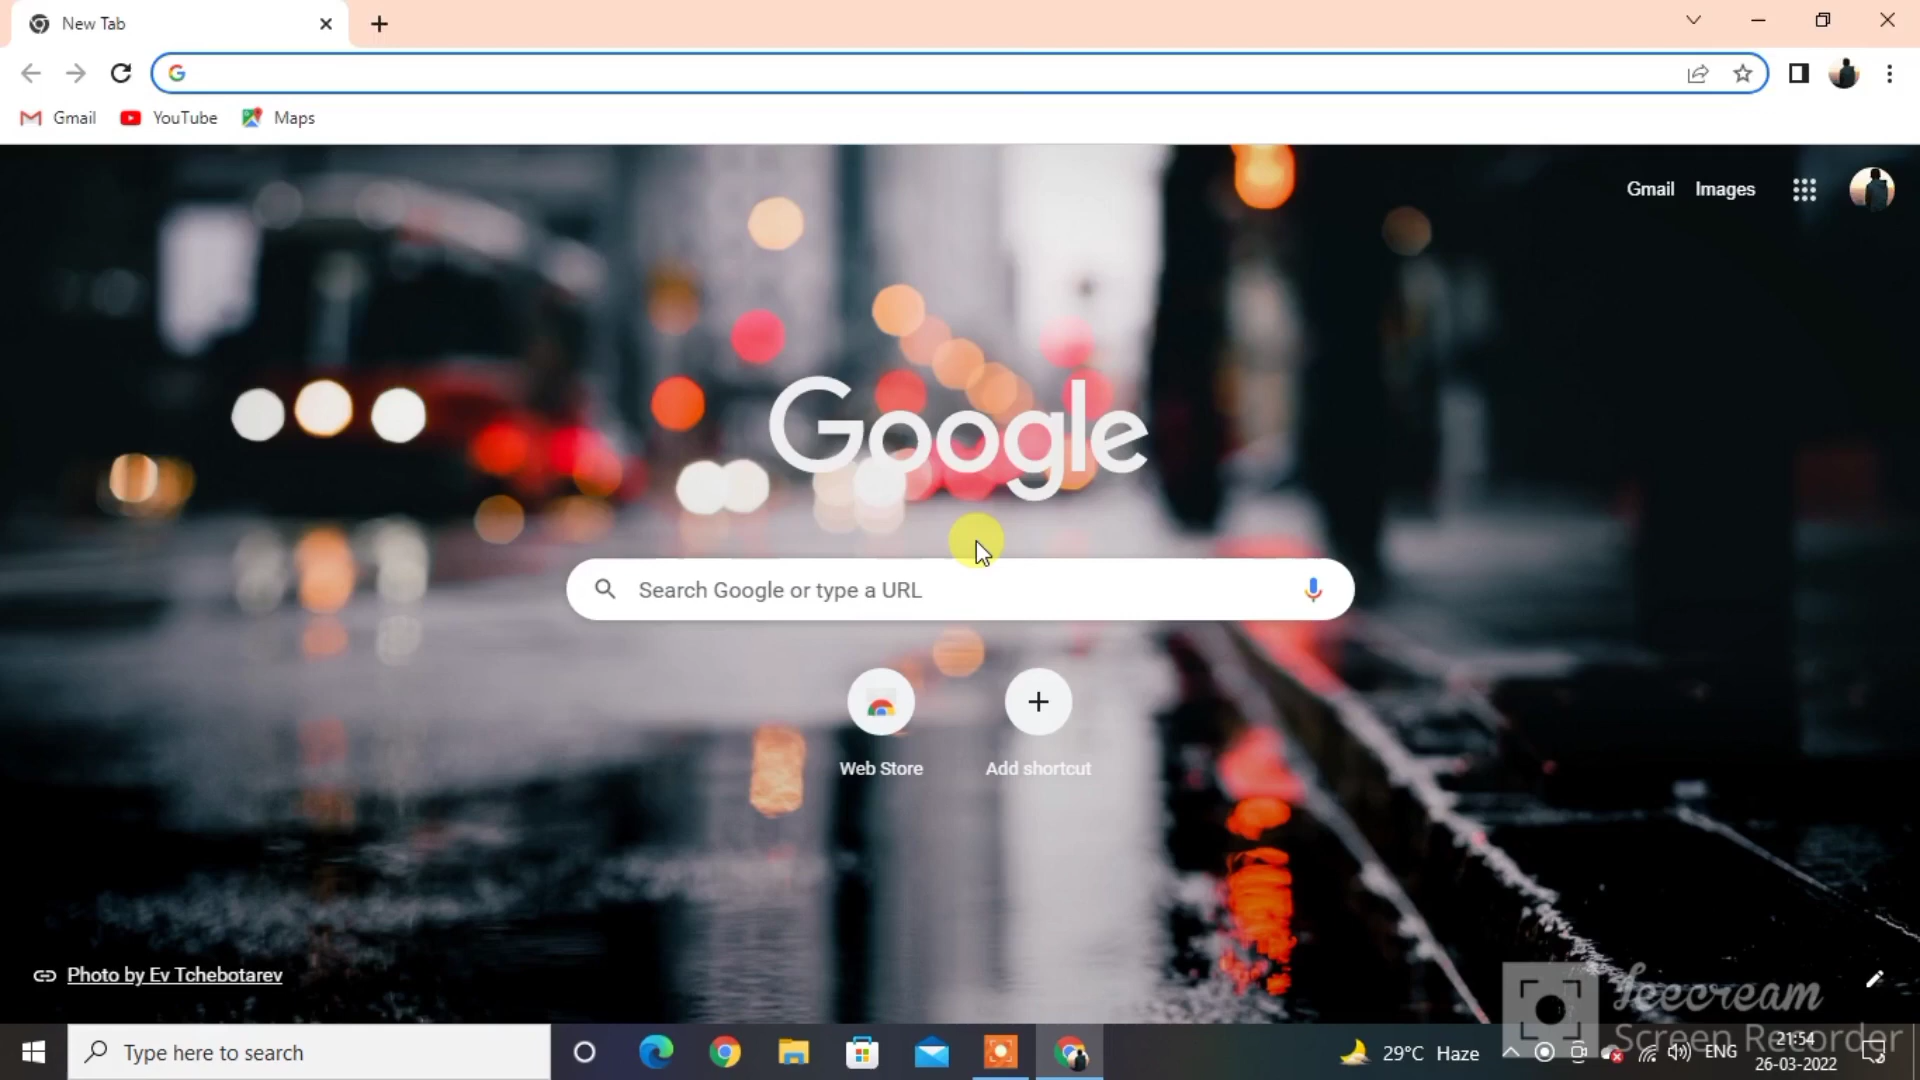 New Tab
Gmail YouTube Maps
Gmail Images
Google
Search Google or type a URL
Web Store Add shortcut
Photo by Ev Tchebotarev
Icecream
Screen Recorder
Type here to search
29°C Haze
ENG
21:54
26-03-2022